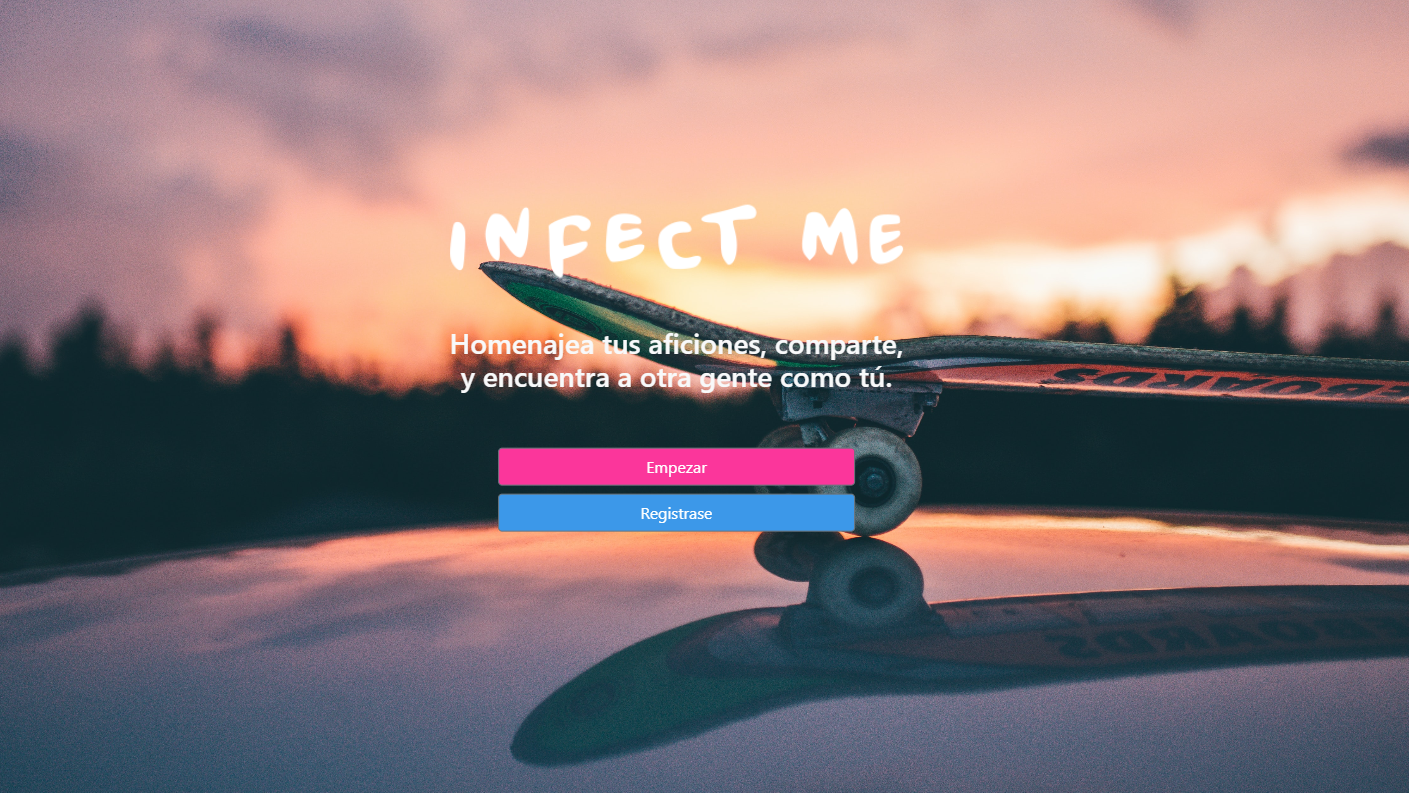 INFECT ME
Homenajea tus aficiones, comparte,
y encuentra a otra gente como tú.
Empezar
Registrase